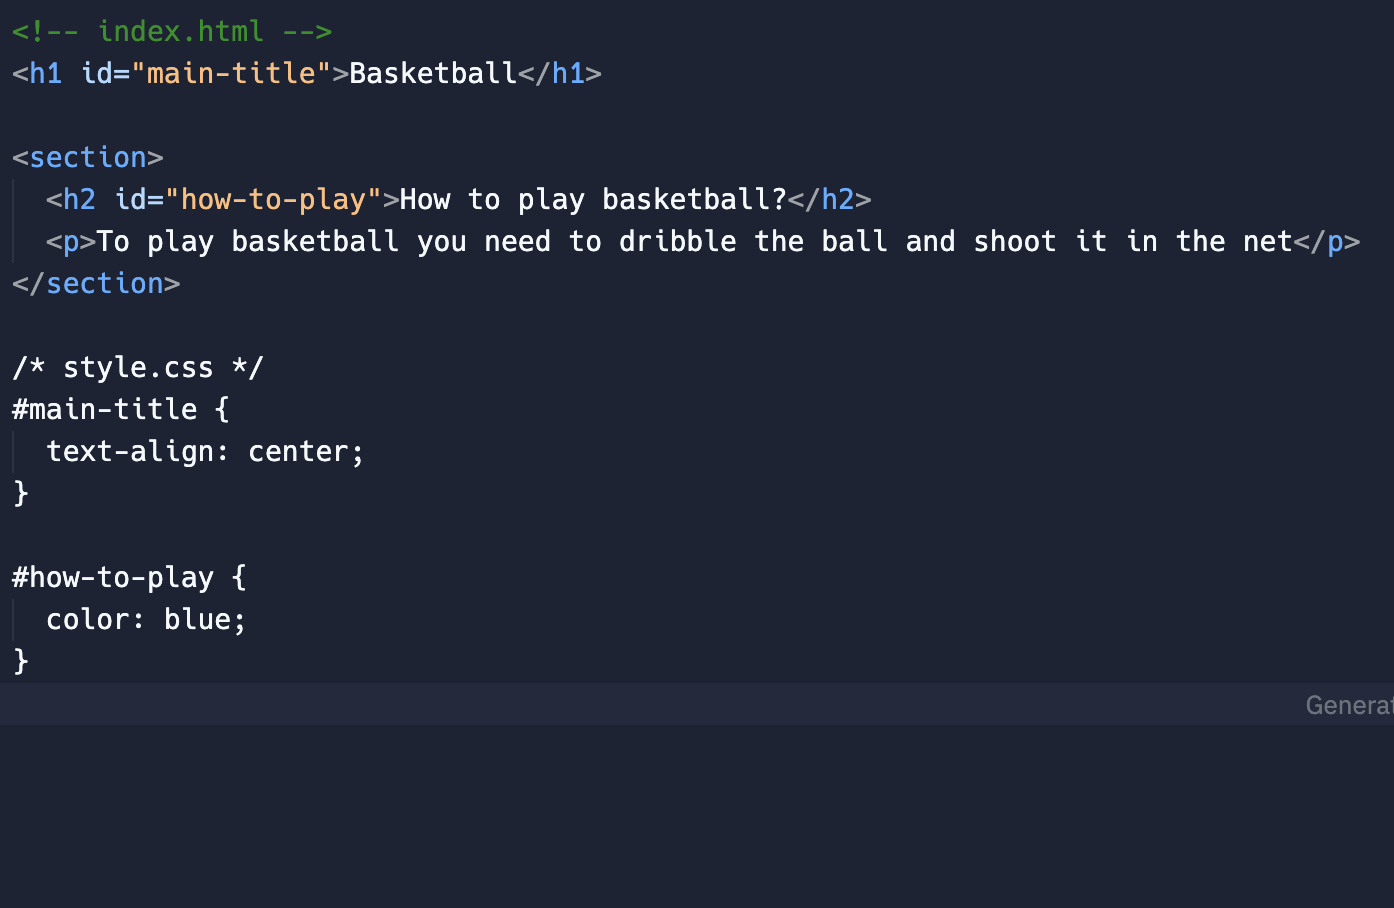 <!-- index.html -->
<h1 id="main-title">Basketball</h1>
<section>
<h2 id="how-to-play">How to play basketball?</h2>
<p>To play basketball you need to dribble the ball and shoot it in the net</p>
</section>
/* style.css */
#main-title {
text-align: center;
}
#how-to-play {
color: blue;
}
Generat